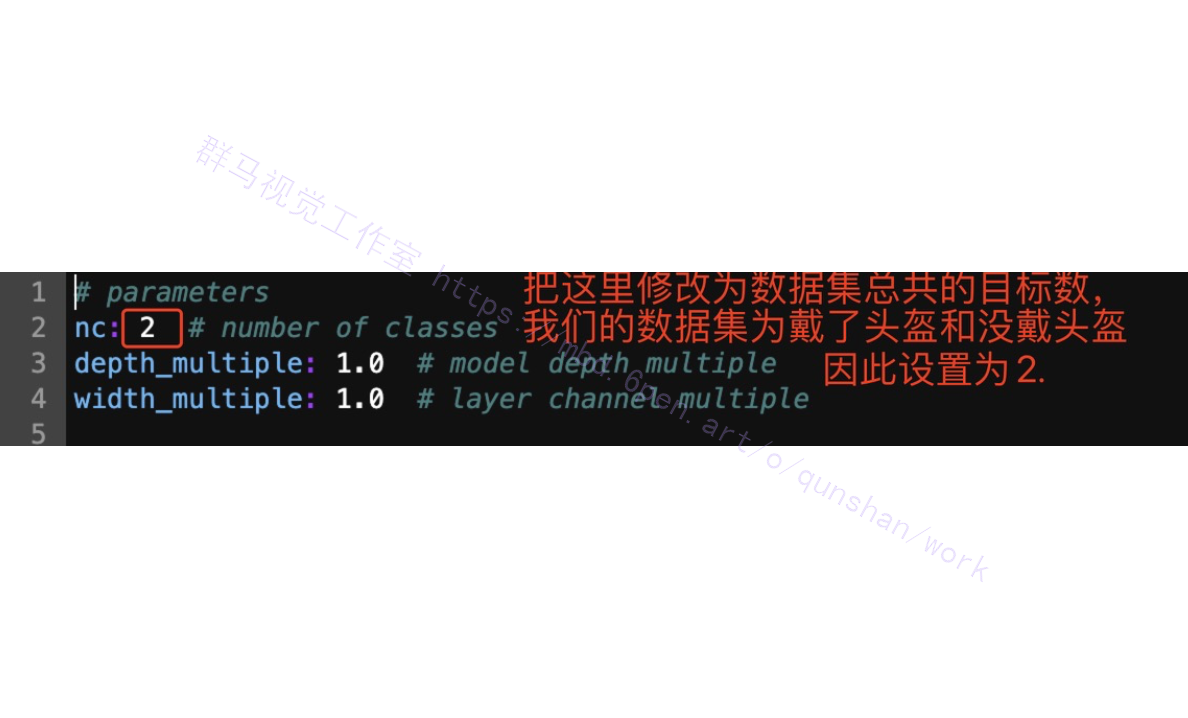 群马视觉工作室 https://mbd.6pen.art/o/qunshan/work
1 # parameters
2 nc: 2 # number of classes
3 depth_multiple: 1.0 # model depth multiple
4 width_multiple: 1.0 # layer channel multiple
5
把这里修改为数据集总共的目标数，
我们的数据集为戴了头盔和没戴头盔
因此设置为2.